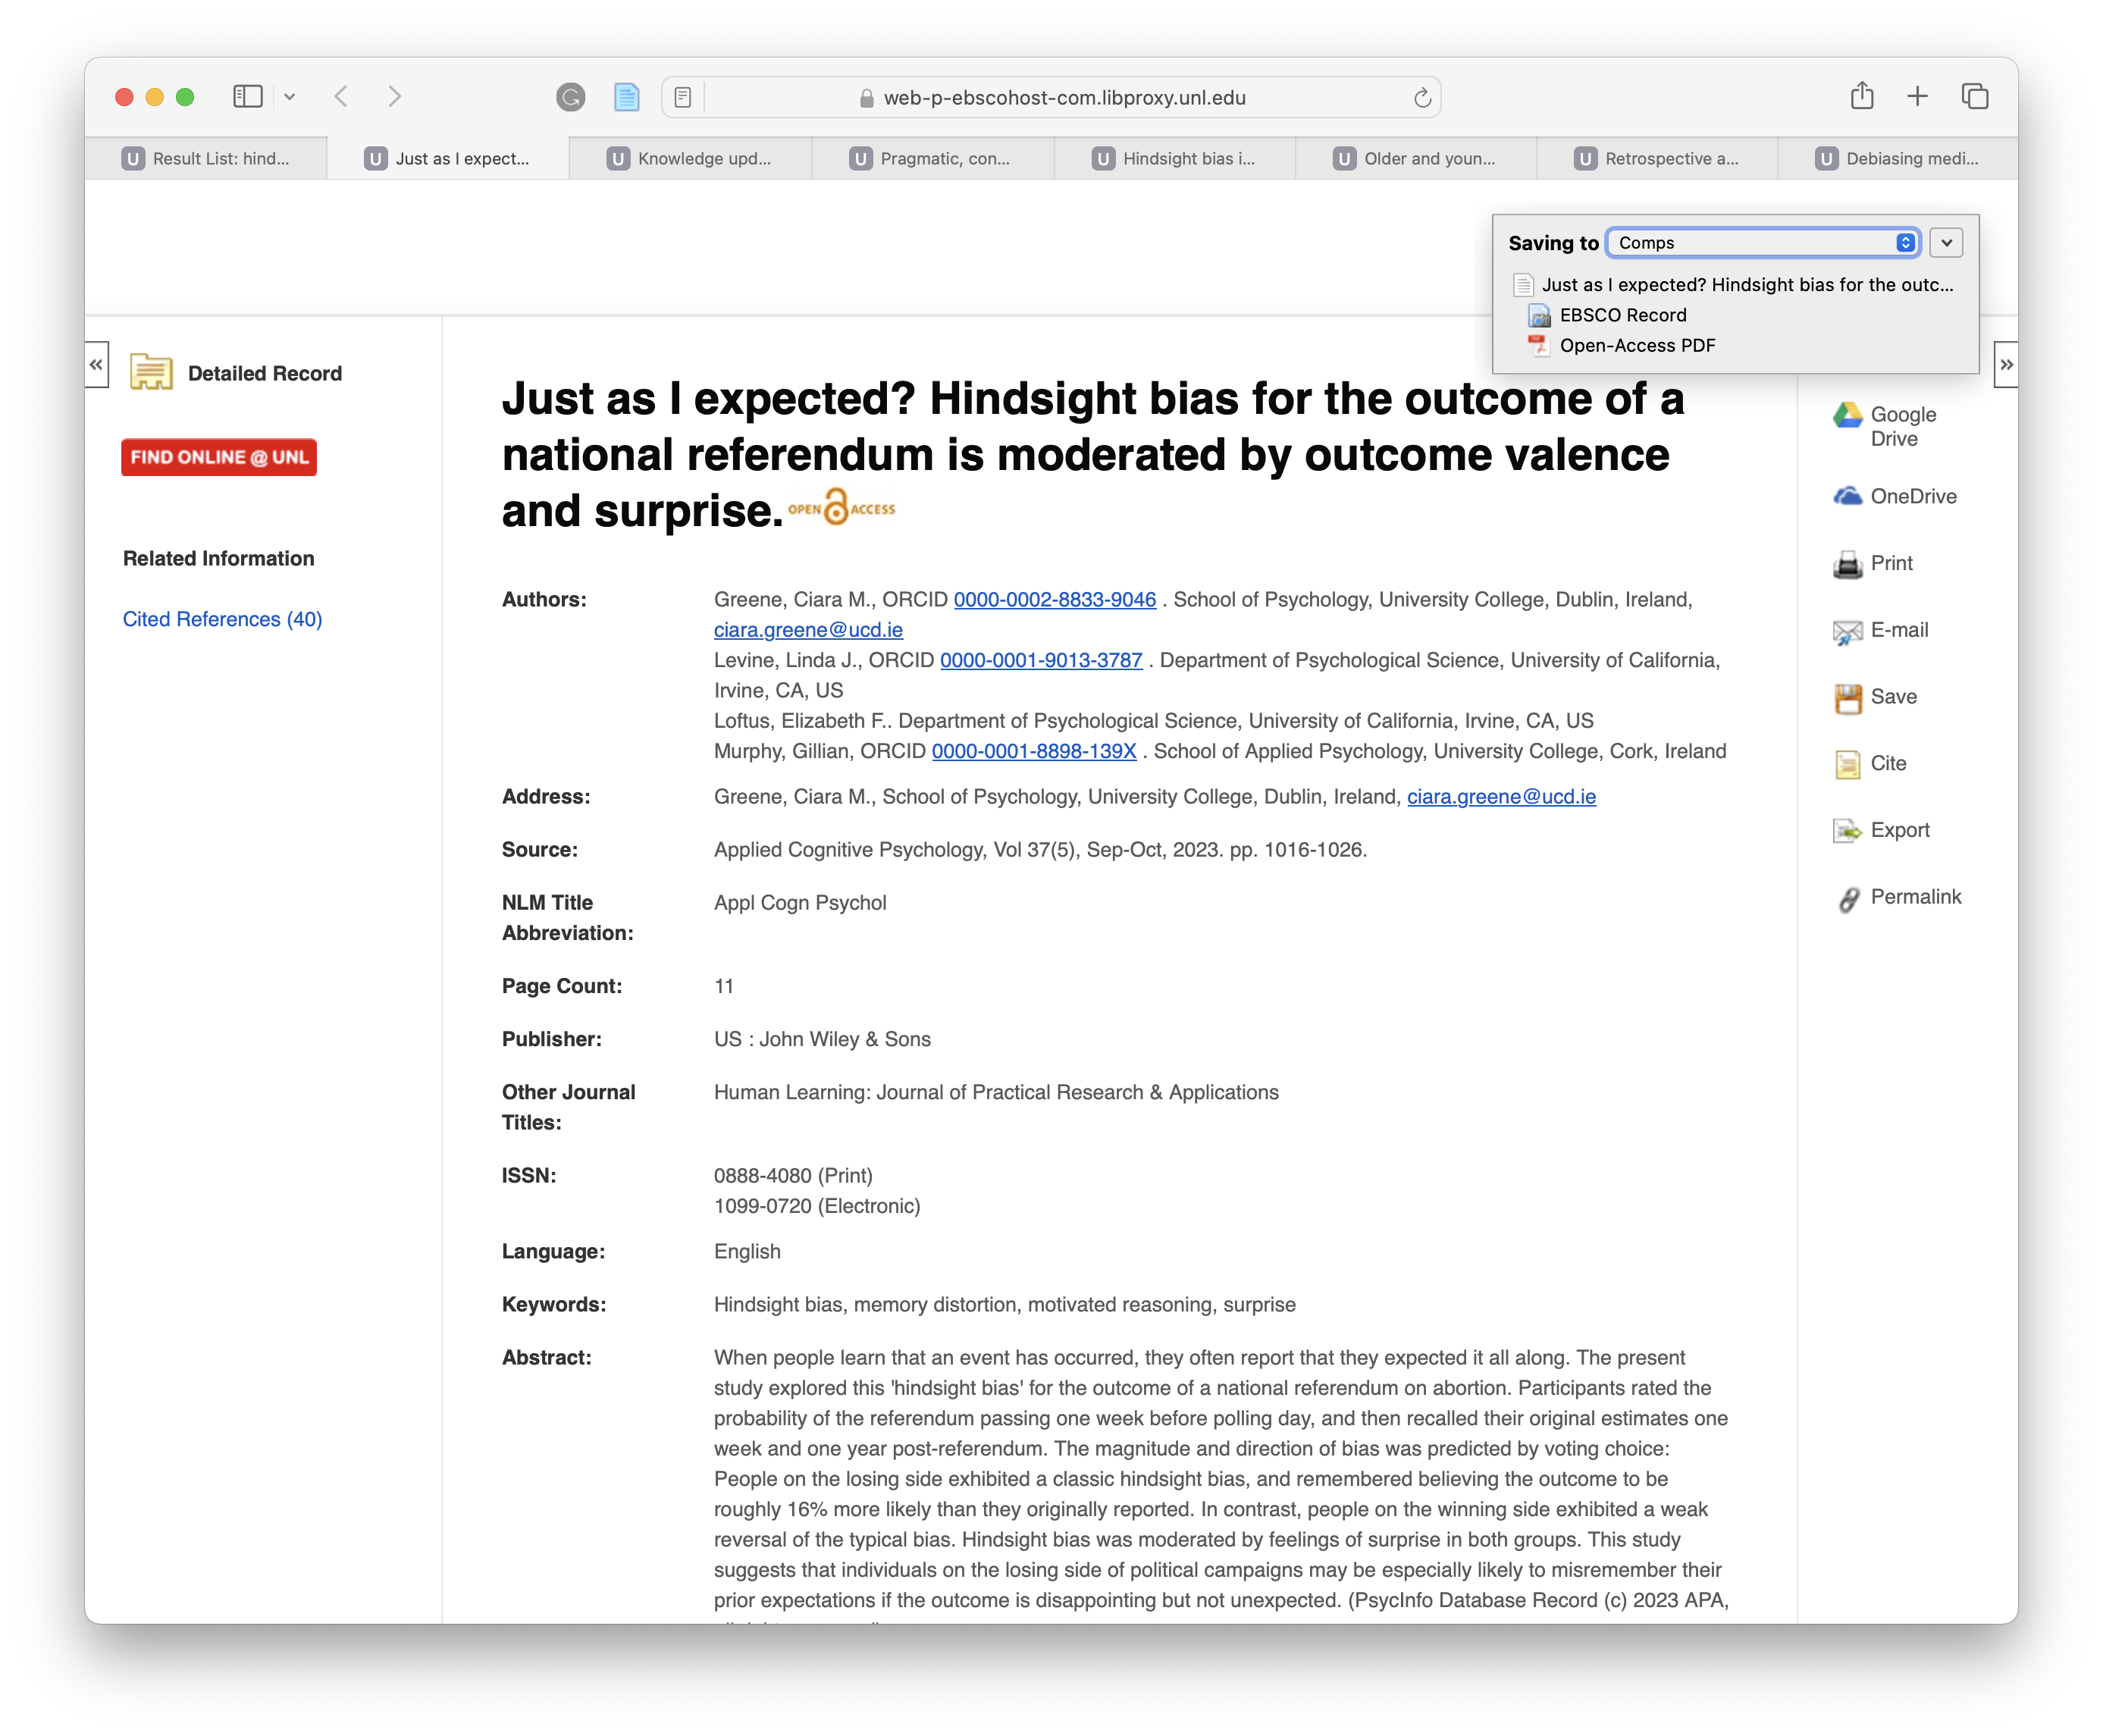 web-p-ebscohost-com.libproxy.unl.edu
U Result List: hind...
U Just as I expect...
U Knowledge upd...
U Pragmatic, con...
U Hindsight bias i...
U Older and youn...
U Retrospective a...
U Debiasing medi...
Saving to Comps
Just as I expected? Hindsight bias for the outc...
EBSCO Record
Open-Access PDF
Detailed Record
FIND ONLINE @ UNL
Related Information
Cited References (40)
Just as I expected? Hindsight bias for the outcome of a
national referendum is moderated by outcome valence
and surprise. OPEN ACCESS
Authors: Greene, Ciara M., ORCID 0000-0002-8833-9046 . School of Psychology, University College, Dublin, Ireland,
ciara.greene@ucd.ie
Levine, Linda J., ORCID 0000-0001-9013-3787 . Department of Psychological Science, University of California,
Irvine, CA, US
Loftus, Elizabeth F.. Department of Psychological Science, University of California, Irvine, CA, US
Murphy, Gillian, ORCID 0000-0001-8898-139X . School of Applied Psychology, University College, Cork, Ireland
Address: Greene, Ciara M., School of Psychology, University College, Dublin, Ireland, ciara.greene@ucd.ie
Source: Applied Cognitive Psychology, Vol 37(5), Sep-Oct, 2023. pp. 1016-1026.
NLM Title
Abbreviation: Appl Cogn Psychol
Page Count: 11
Publisher: US : John Wiley & Sons
Other Journal
Titles: Human Learning: Journal of Practical Research & Applications
ISSN: 0888-4080 (Print)
1099-0720 (Electronic)
Language: English
Keywords: Hindsight bias, memory distortion, motivated reasoning, surprise
Abstract: When people learn that an event has occurred, they often report that they expected it all along. The present
study explored this 'hindsight bias' for the outcome of a national referendum on abortion. Participants rated the
probability of the referendum passing one week before polling day, and then recalled their original estimates one
week and one year post-referendum. The magnitude and direction of bias was predicted by voting choice:
People on the losing side exhibited a classic hindsight bias, and remembered believing the outcome to be
roughly 16% more likely than they originally reported. In contrast, people on the winning side exhibited a weak
reversal of the typical bias. Hindsight bias was moderated by feelings of surprise in both groups. This study
suggests that individuals on the losing side of political campaigns may be especially likely to misremember their
prior expectations if the outcome is disappointing but not unexpected. (PsycInfo Database Record (c) 2023 APA,
Google
Drive
OneDrive
Print
E-mail
Save
Cite
Export
Permalink